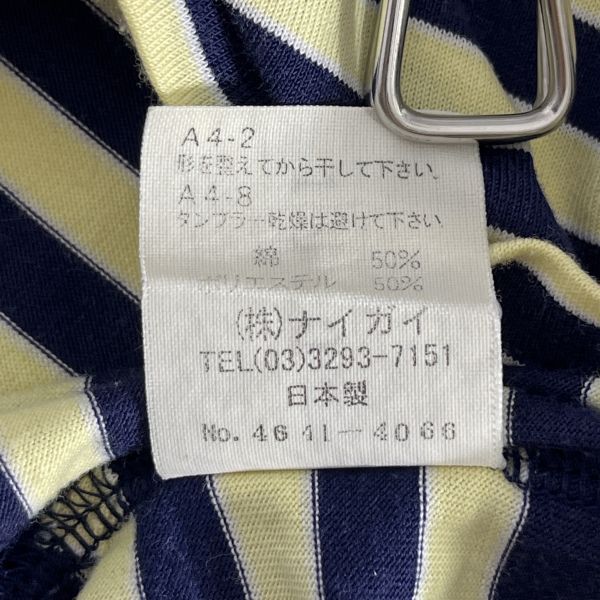 A4-2
形を整えてから干して下さい。
A4-8
タンブラー乾燥は避けて下さい
綿 50%
ポリエステル 50%
(株)ナイガイ
TEL(03)3293-7151
日本製
No. 4641-4066